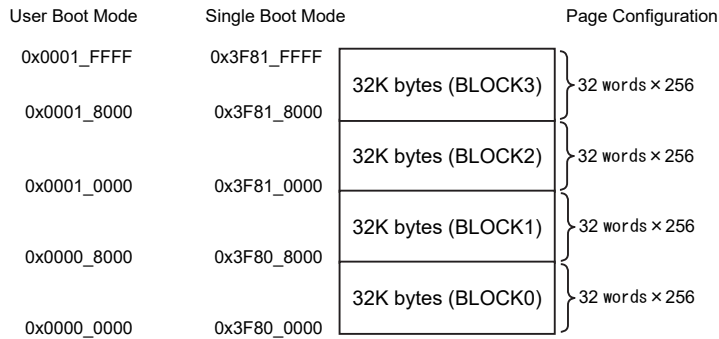 User Boot Mode Single Boot Mode Page Configuration
0x0001_FFFF 0x3F81_FFFF
32K bytes (BLOCK3) 32 words×256
0x0001_8000 0x3F81_8000
32K bytes (BLOCK2) 32 words×256
0x0001_0000 0x3F81_0000
32K bytes (BLOCK1) 32 words×256
0x0000_8000 0x3F80_8000
32K bytes (BLOCK0) 32 words×256
0x0000_0000 0x3F80_0000